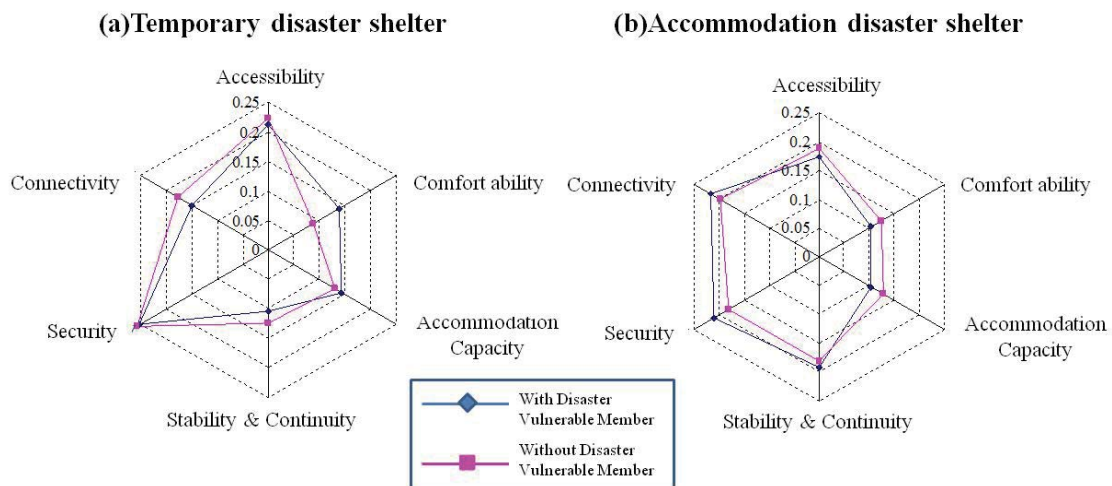 (a)Temporary disaster shelter
Accessibility
0.25
0.2
0.15
0.1
0.05
0
Connectivity
Comfort ability
Security
Accommodation
Capacity
Stability & Continuity
(b)Accommodation disaster shelter
Accessibility
0.25
0.2
0.15
0.1
0.05
0
Connectivity
Comfort ability
Security
Accommodation
Capacity
Stability & Continuity
With Disaster
Vulnerable Member
Without Disaster
Vulnerable Member